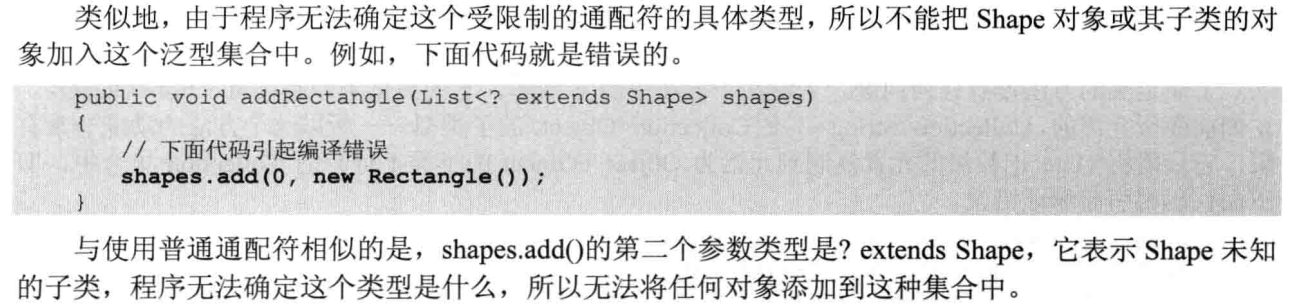 类似地，由于程序无法确定这个受限制的通配符的具体类型，所以不能把 Shape 对象或其子类的对
象加入这个泛型集合中。例如，下面代码就是错误的。
public void addRectangle(List<? extends Shape> shapes)
{
// 下面代码引起编译错误
shapes.add(0, new Rectangle());
}
与使用普通通配符相似的是，shapes.add()的第二个参数类型是? extends Shape，它表示 Shape 未知
的子类，程序无法确定这个类型是什么，所以无法将任何对象添加到这种集合中。